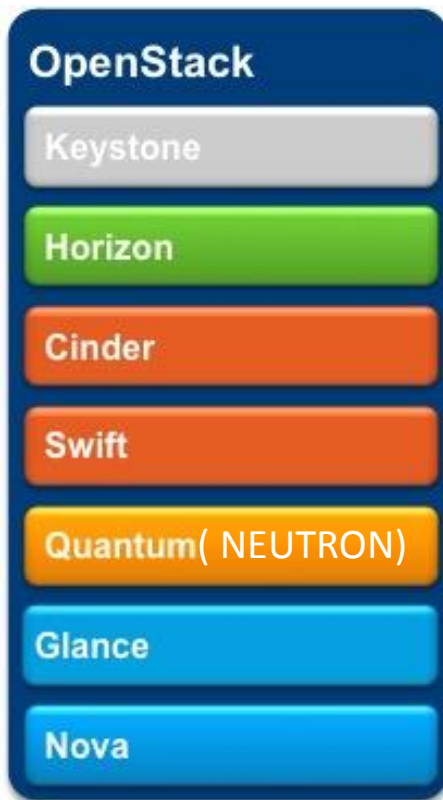 OpenStack
Keystone
Horizon
Cinder
Swift
Quantum( NEUTRON)
Glance
Nova